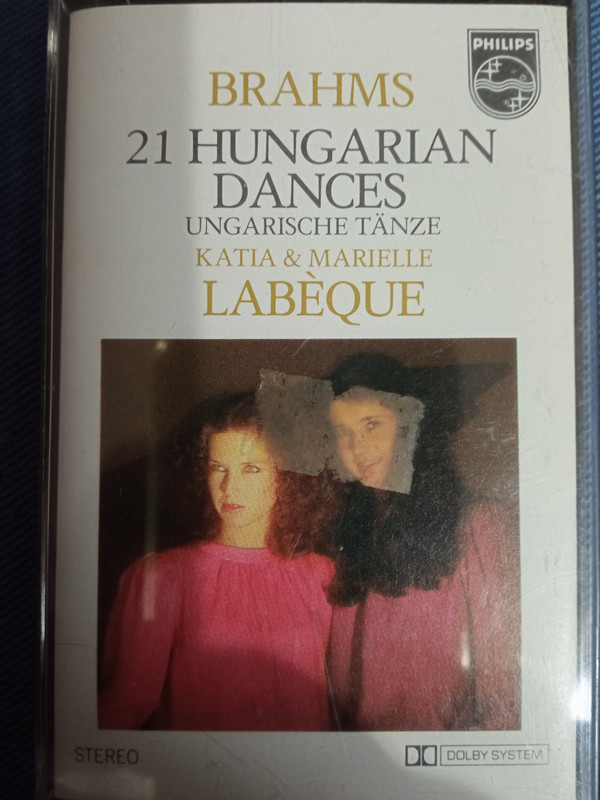 PHILIPS
BRAHMS
21 HUNGARIAN
DANCES
UNGARISCHE TÄNZE
KATIA & MARIELLE
LABÈQUE
STEREO
DOLBY SYSTEM